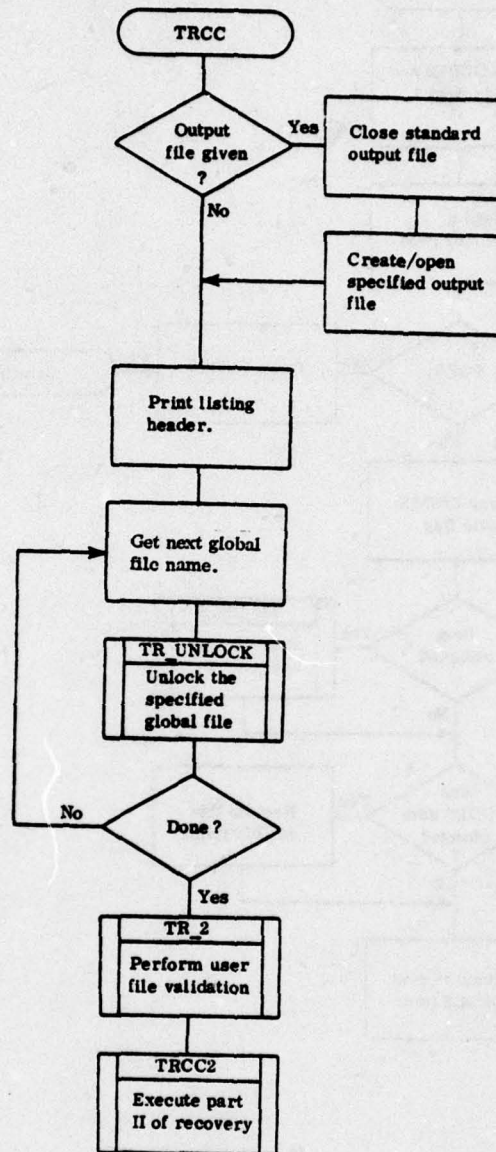 TRCC
Output
file given
?
Yes
No
Close standard
output file
Create/open
specified output
file
Print listing
header.
Get next global
file name.
TR_UNLOCK
Unlock the
specified
global file
Done ?
No
Yes
TR_2
Perform user
file validation
TRCC2
Execute part
II of recovery